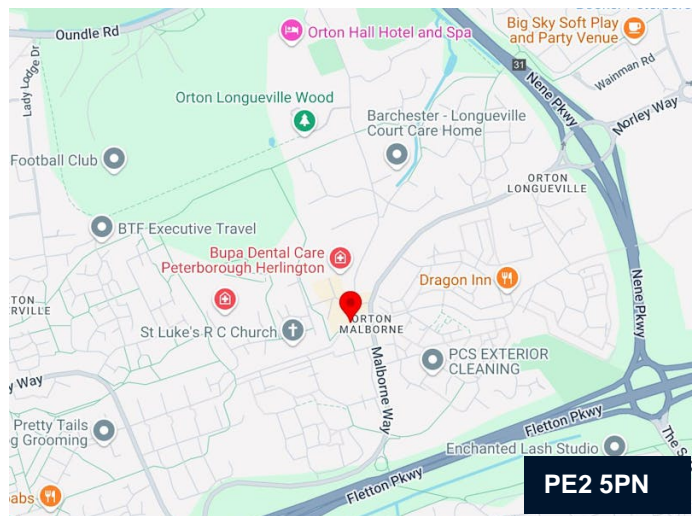 Oundle Rd
Lady Lodge Dr
Orton Hall Hotel and Spa
Big Sky Soft Play
and Party Venue
31
Nene Pkwy
Wainman Rd
Morley Way
Orton Longueville Wood
Barchester - Longueville
Court Care Home
Football Club
ORTON
LONGUEVILLE
BTF Executive Travel
Bupa Dental Care
Peterborough Herlington
Dragon Inn
Nene Pkwy
St Luke's R C Church
ORTON
MALBORNE
Malborne Way
PCS EXTERIOR
CLEANING
Way
Pretty Tails
Grooming
Fletton Pkwy
Enchanted Lash Studio
The S
Fletton Pkwy
PE2 5PN